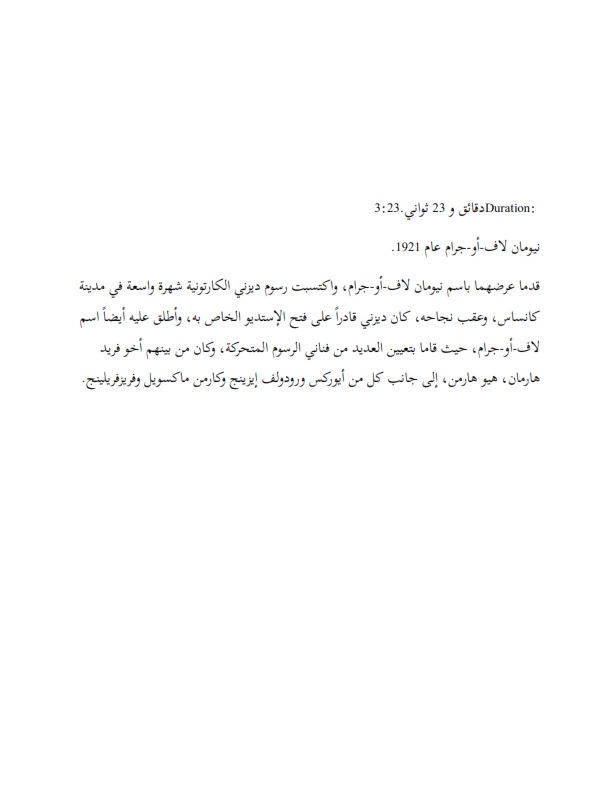 Duration: دقائق و 23 ثواني.3:23
نيومان لاف-أو-جرام عام 1921.
قدما عرضهما باسم نيومان لاف-أو-جرام، واكتسبت رسوم ديزني الكارتونية شهرة واسعة في مدينة
كانساس، وعقب نجاحه، كان ديزني قادراً على فتح الإستديو الخاص به، وأطلق عليه أيضاً اسم
لاف-أو-جرام، حيث قاما بتعيين العديد من فناني الرسوم المتحركة، وكان من بينهم أخو فريد
هارمان، هيو هارمن، إلى جانب كل من أيوركس ورودولف إيزينج وكارمن ماكسويل وفريزفريلينج.